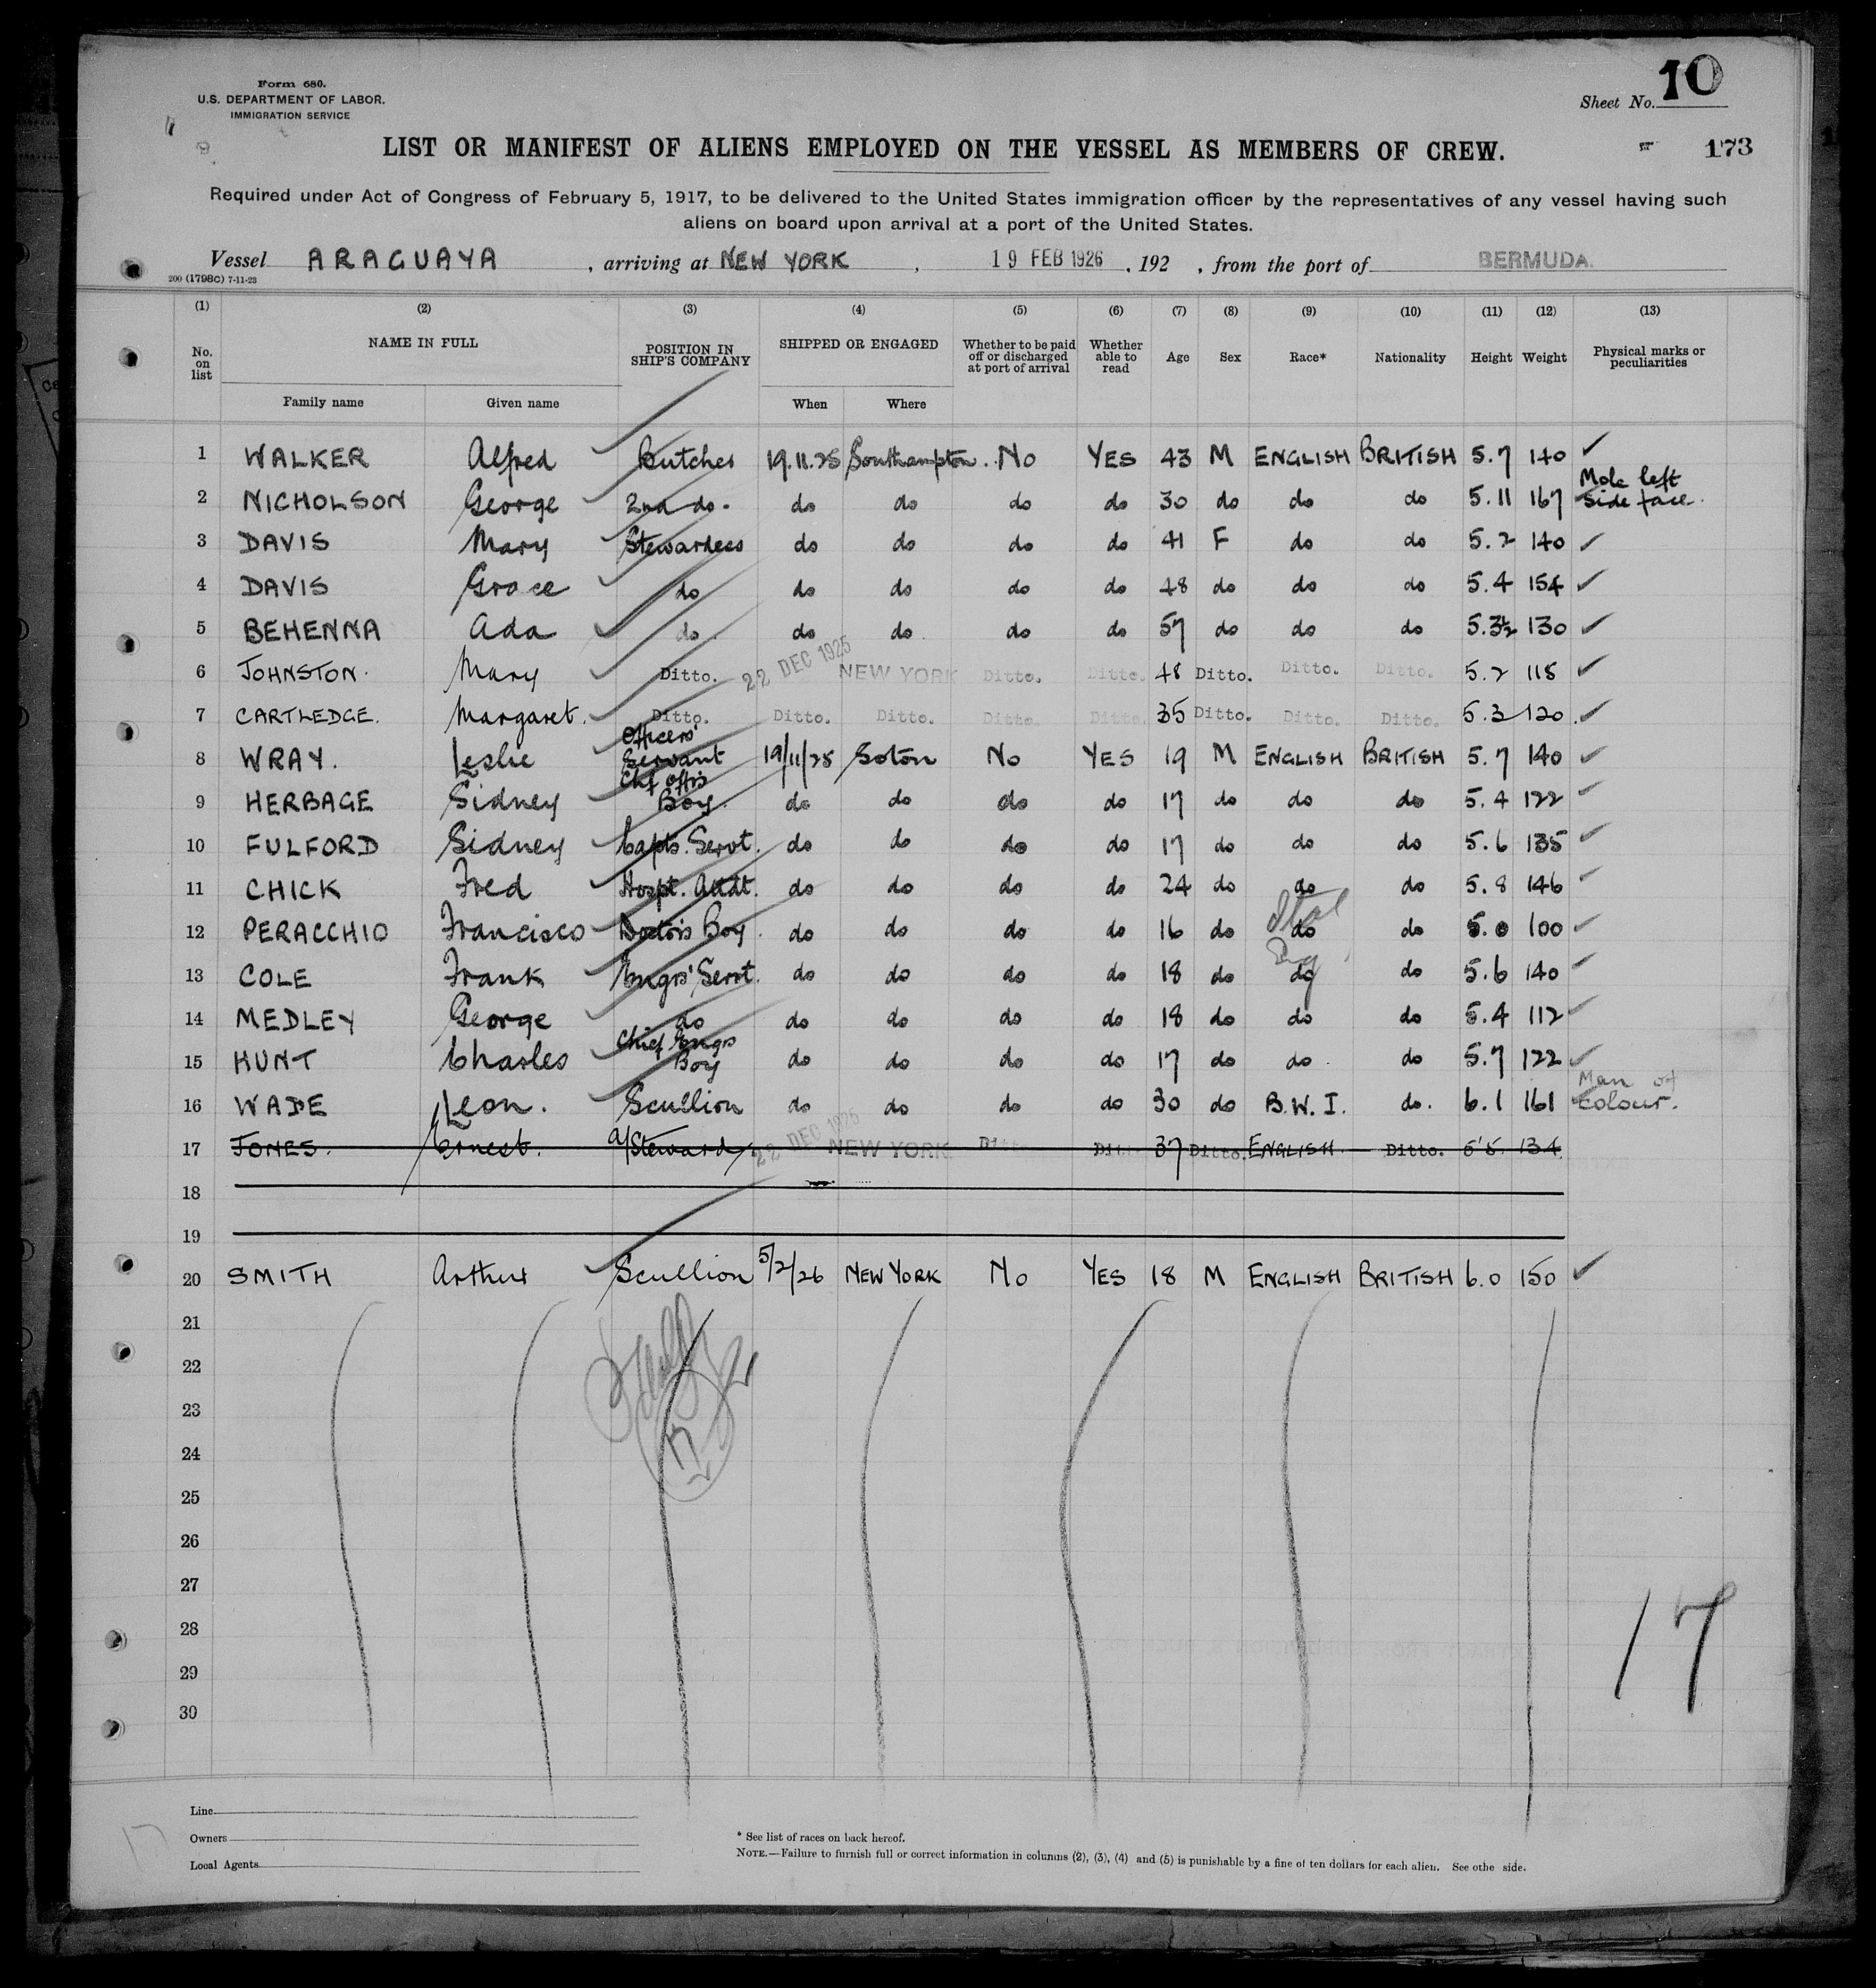 Form 680.
U.S. DEPARTMENT OF LABOR.
IMMIGRATION SERVICE
Sheet No. 10
LIST OR MANIFEST OF ALIENS EMPLOYED ON THE VESSEL AS MEMBERS OF CREW.
173
Required under Act of Congress of February 5, 1917, to be delivered to the United States immigration officer by the representatives of any vessel having such
aliens on board upon arrival at a port of the United States.
Vessel ARAGUAYA, arriving at NEW YORK, 19 FEB 1926, 192 , from the port of BERMUDA.
200 (1798C) 7-11-23
(1) (2) (3) (4) (5) (6) (7) (8) (9) (10) (11) (12) (13)
No. on list NAME IN FULL POSITION IN SHIP'S COMPANY SHIPPED OR ENGAGED Whether to be paid off or discharged at port of arrival Whether able to read Age Sex Race* Nationality Height Weight Physical marks or peculiarities
Family name Given name When Where
1 WALKER Alfred Butcher 19.11.25 Southampton. No YES 43 M ENGLISH BRITISH 5.7 140 ✓
2 NICHOLSON George 2nd do. do do do do 30 do do do 5.11 167 Mole left side face.
3 DAVIS Mary Stewardess do do do do 41 F do do 5.2 140 ✓
4 DAVIS Grace do do do do do 48 do do do 5.4 154 ✓
5 BEHENNA Ada do. do do. do do 57 do do do 5.3½ 130 ✓
6 JOHNSTON. Mary Ditto. 22 DEC 1925 NEW YORK Ditto. Ditto. 48 Ditto. Ditto. Ditto. 5.2 118 ✓
7 CARTLEDGE. Margaret. Ditto. Ditto. Ditto. Ditto. Ditto. 35 Ditto. Ditto. Ditto. 5.3 120. ✓
8 WRAY. Leslie Officers' Servant 19/11/25 Soton No YES 19 M ENGLISH BRITISH 5.7 140 ✓
9 HERBAGE Sidney Chf Offs Boy. do do do do 17 do do do 5.4 122 ✓
10 FULFORD Sidney Capts. Servt. do do do do 17 do do do 5.6 135 ✓
11 CHICK Fred Hospt. Attdt. do do do do 24 do do do 5.8 146 ✓
12 PERACCHIO Francisco Doctors Boy. do do do do 16 do Ital do do 5.0 100 ✓
13 COLE Frank Engrs' Servt. do do do do 18 do Eng do do 5.6 140 ✓
14 MEDLEY George do do do do do 18 do do do 5.4 112 ✓
15 HUNT Charles Chief Engrs Boy do do do do 17 do do. do 5.7 122 ✓
16 WADE Leon. Scullion do do do do 30 do B.W.I. do. 6.1 161 Man of colour.
17 JONES. Ernest. a/Steward 22 DEC 1925 NEW YORK Ditto Ditto 37 Ditto. ENGLISH Ditto. 5'5 134
18
19
20 SMITH Arthur Scullion 5/2/26 NEW YORK No YES 18 M ENGLISH BRITISH 6.0 150 ✓
21
22
23
24
25
26
27
28
29
30
17
17
Line
Owners
Local Agents
* See list of races on back hereof.
NOTE.—Failure to furnish full or correct information in columns (2), (3), (4) and (5) is punishable by a fine of ten dollars for each alien. See othe side.